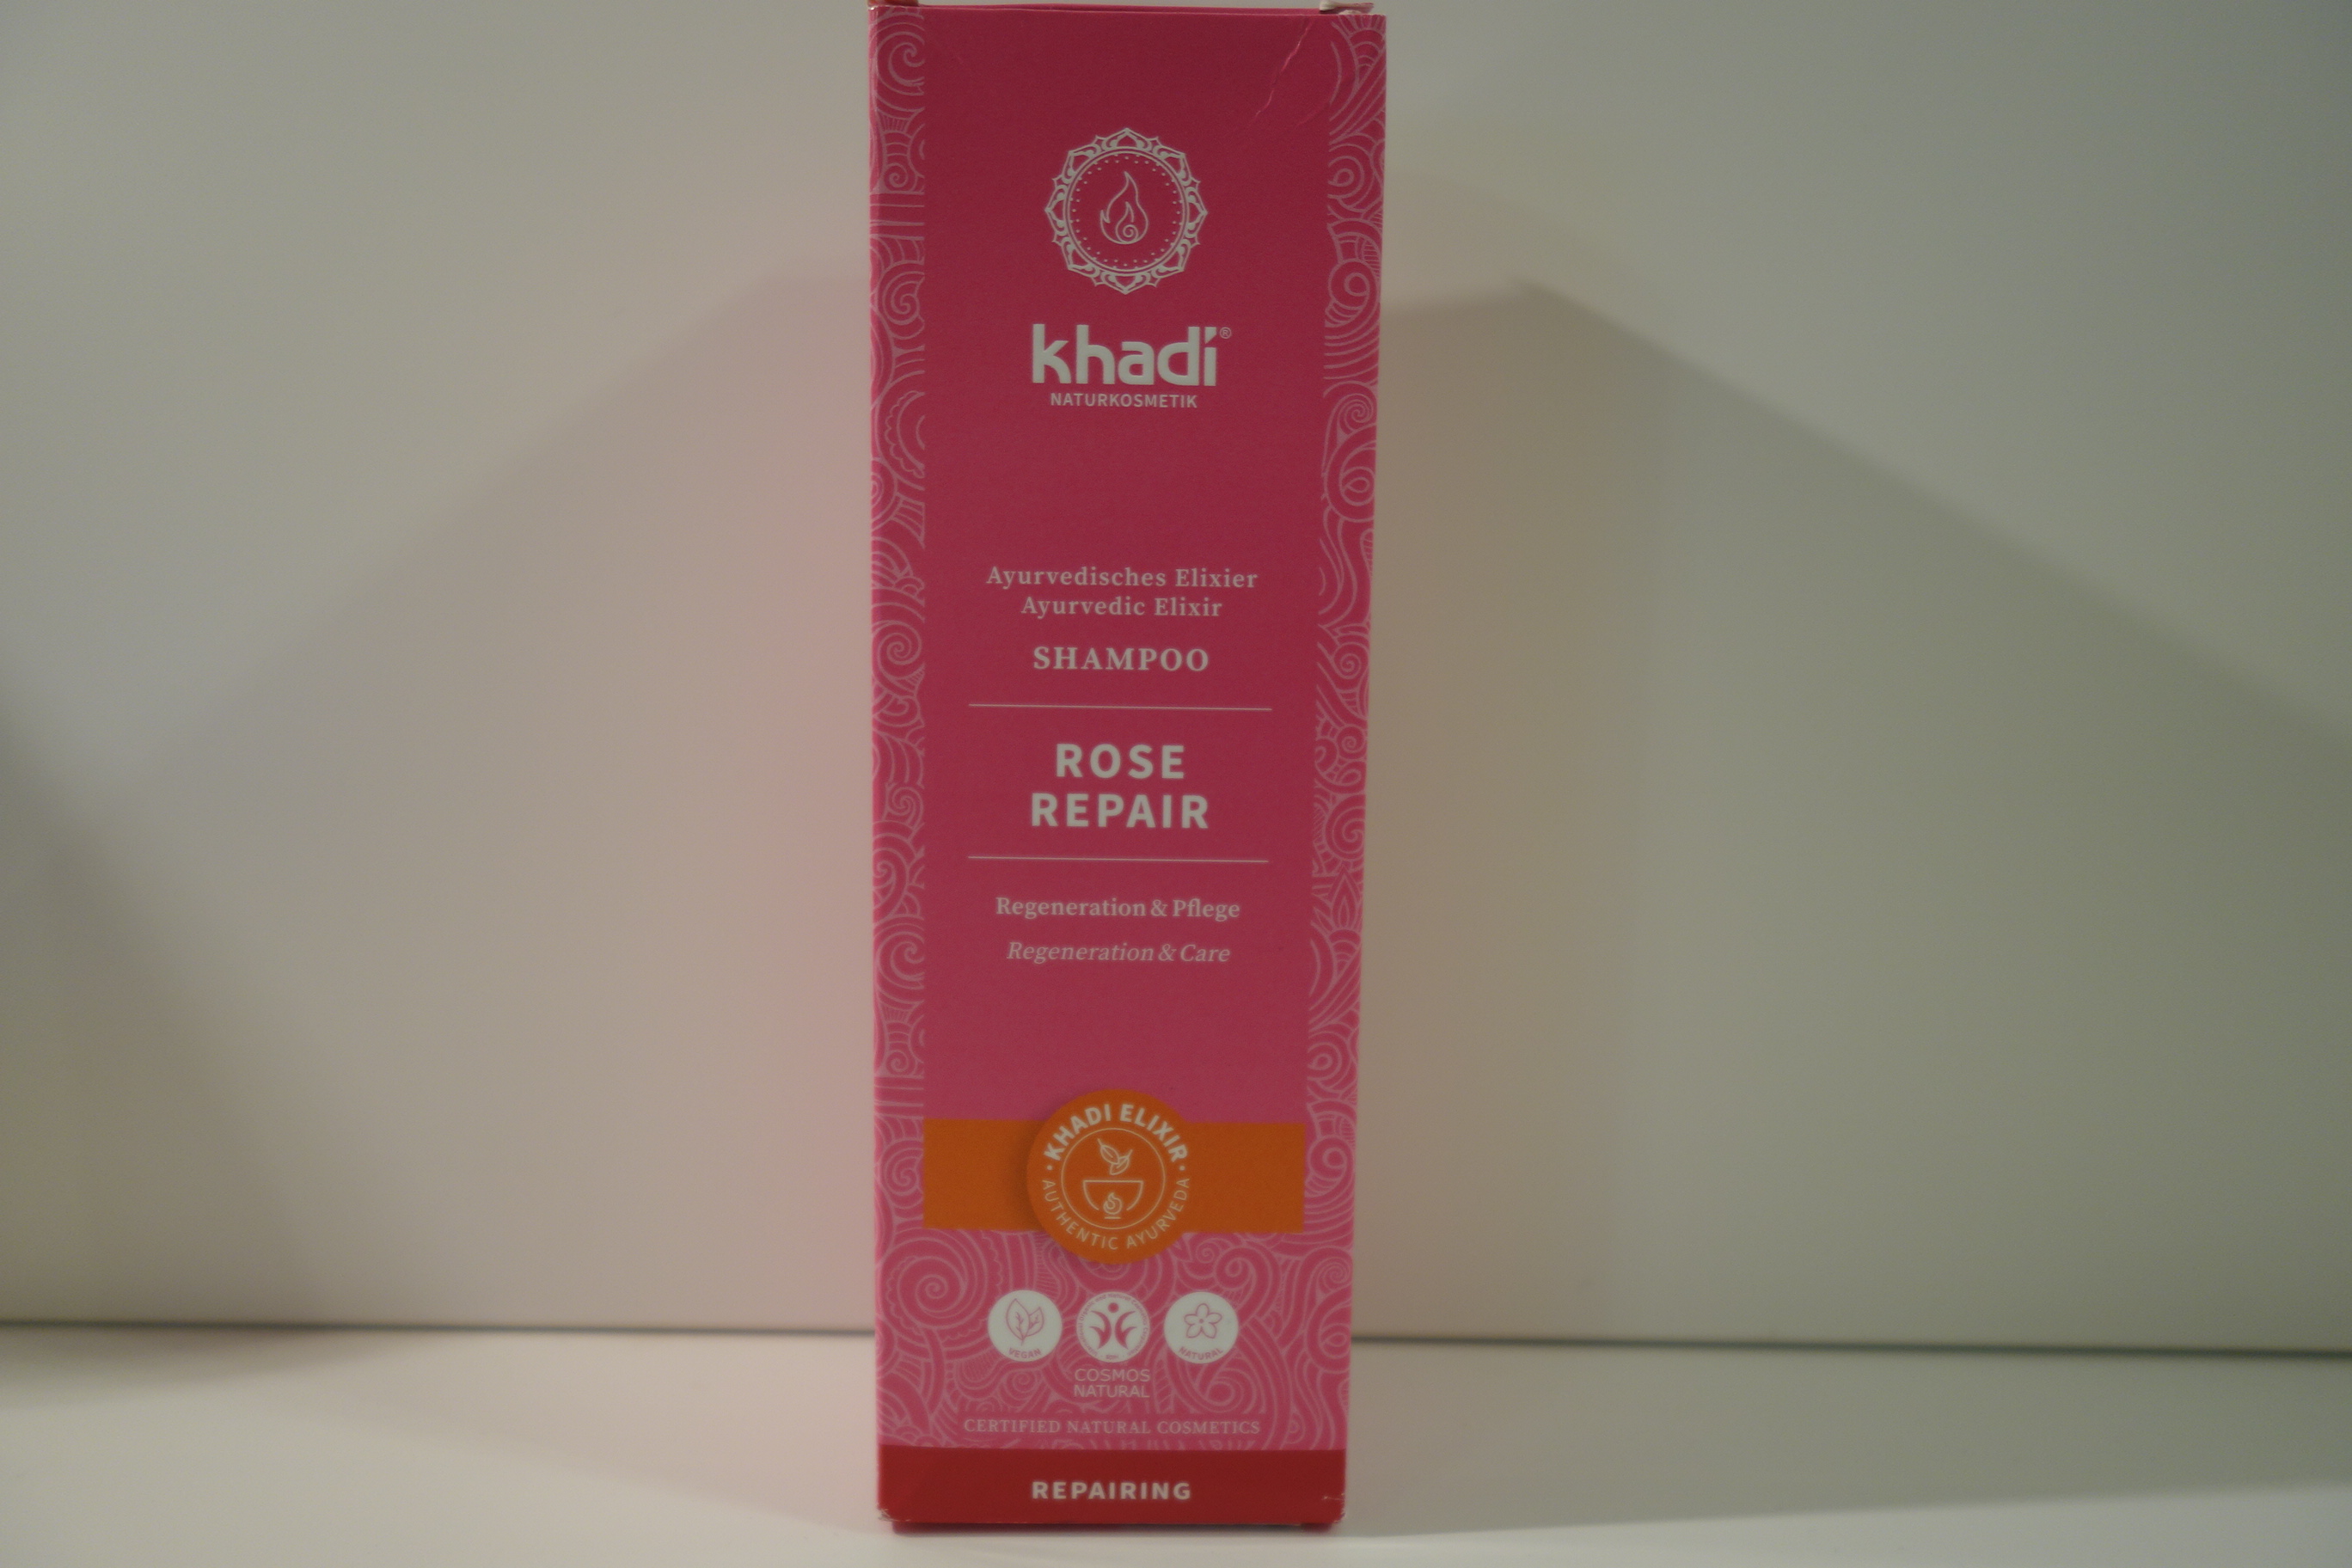 khadi®
NATURKOSMETIK
Ayurvedisches Elixier
Ayurvedic Elixir
SHAMPOO
ROSE
REPAIR
Regeneration & Pflege
Regeneration & Care
· KHADI ELIXIR ·
AUTHENTIC AYURVEDA
VEGAN
NATURAL
COSMOS
NATURAL
CERTIFIED NATURAL COSMETICS
REPAIRING